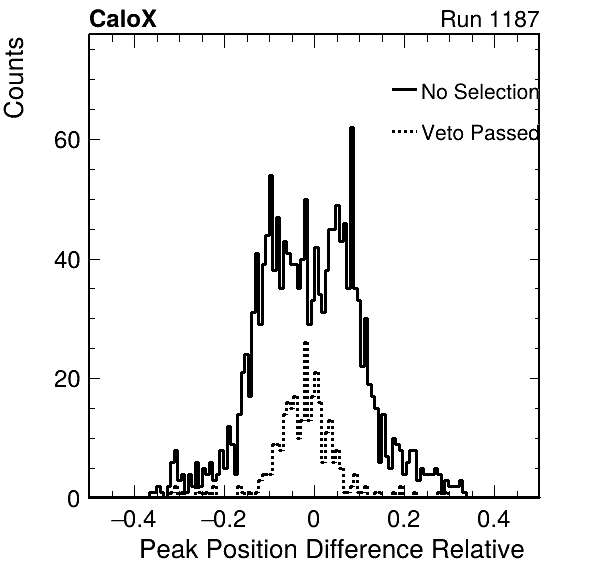 CaloX
Run 1187
Counts
No Selection
Veto Passed
60
40
20
0
−0.4
−0.2
0
0.2
0.4
Peak Position Difference Relative